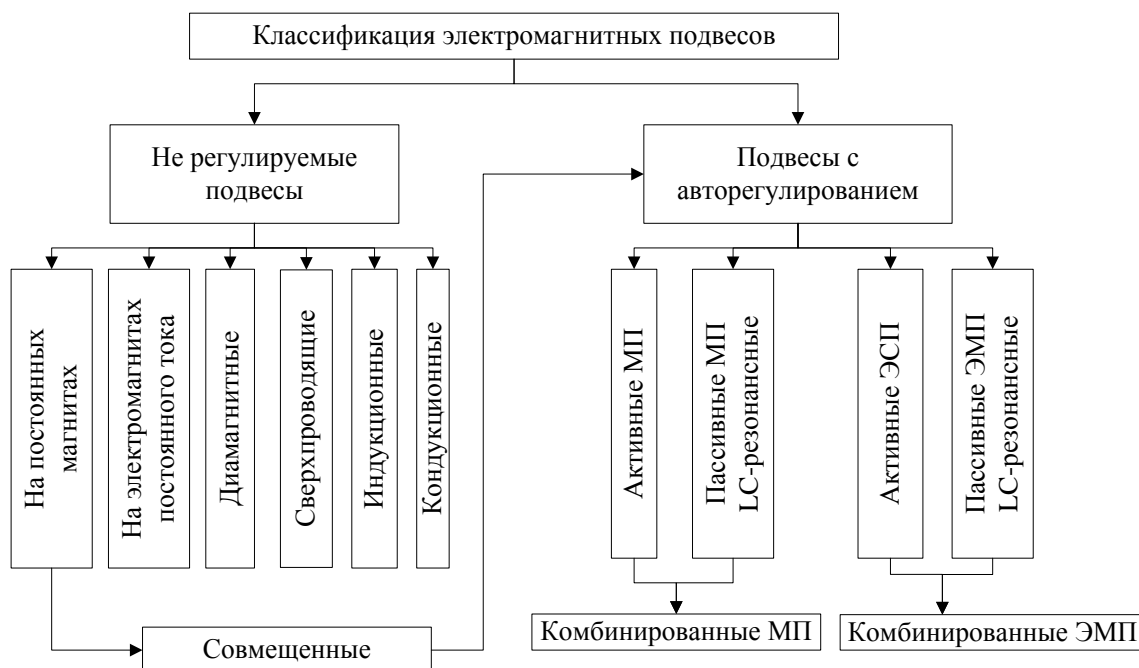 Классификация электромагнитных подвесов
Не регулируемые
подвесы
Подвесы с
авторегулированием
На постоянных
магнитах
На электромагнитах
постоянного тока
Диамагнитные
Сверхпроводящие
Индукционные
Кондукционные
Активные МП
Пассивные МП
LC-резонансные
Активные ЭСП
Пассивные ЭМП
LC-резонансные
Совмещенные
Комбинированные МП
Комбинированные ЭМП